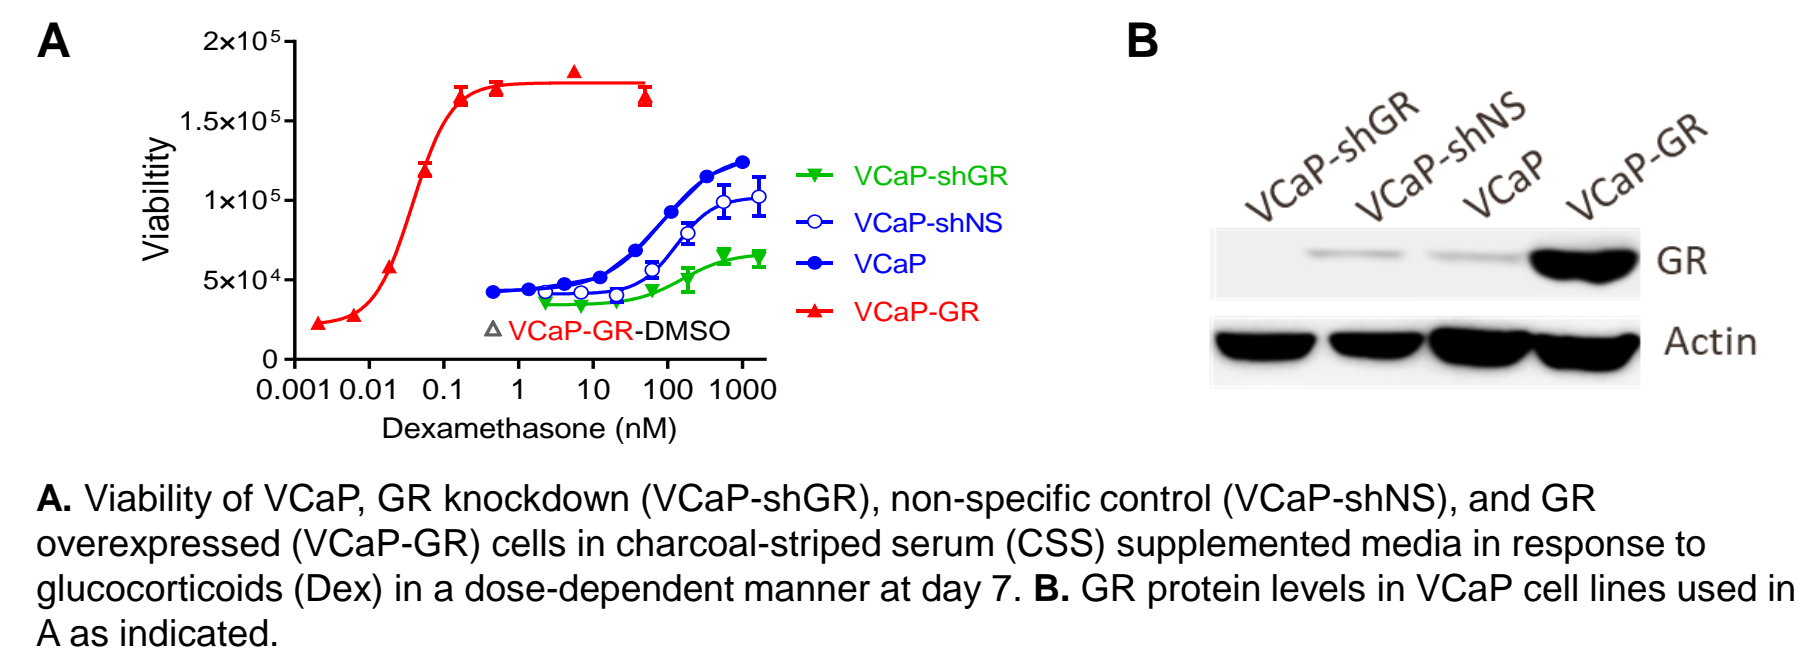 A
B
2×10⁵
1.5×10⁵
1×10⁵
5×10⁴
0
Viabiltity
0.001 0.01 0.1 1 10 100 1000
Dexamethasone (nM)
VCaP-GR-DMSO
VCaP-shGR
VCaP-shNS
VCaP
VCaP-GR
VCaP-shGR
VCaP-shNS
VCaP
VCaP-GR
GR
Actin
A. Viability of VCaP, GR knockdown (VCaP-shGR), non-specific control (VCaP-shNS), and GR
overexpressed (VCaP-GR) cells in charcoal-striped serum (CSS) supplemented media in response to
glucocorticoids (Dex) in a dose-dependent manner at day 7. B. GR protein levels in VCaP cell lines used in
A as indicated.